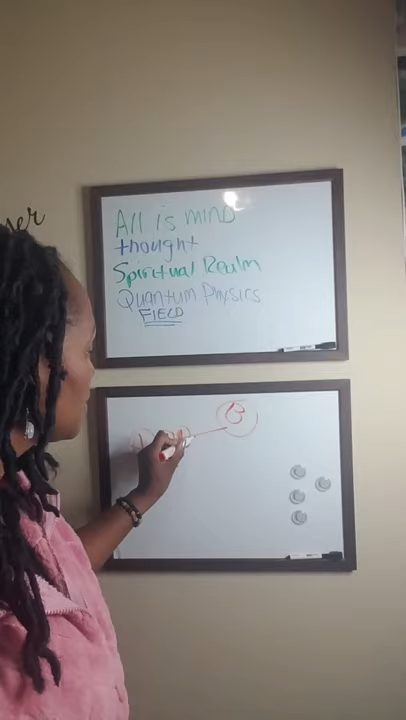 All is mind
thought
Spiritual Realm
Quantum Physics
FIELD
B